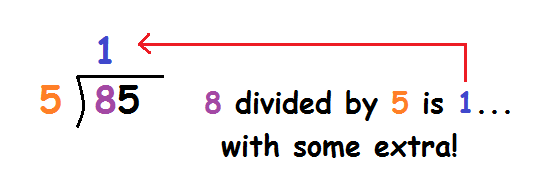 1
5 85
8 divided by 5 is 1...
with some extra!